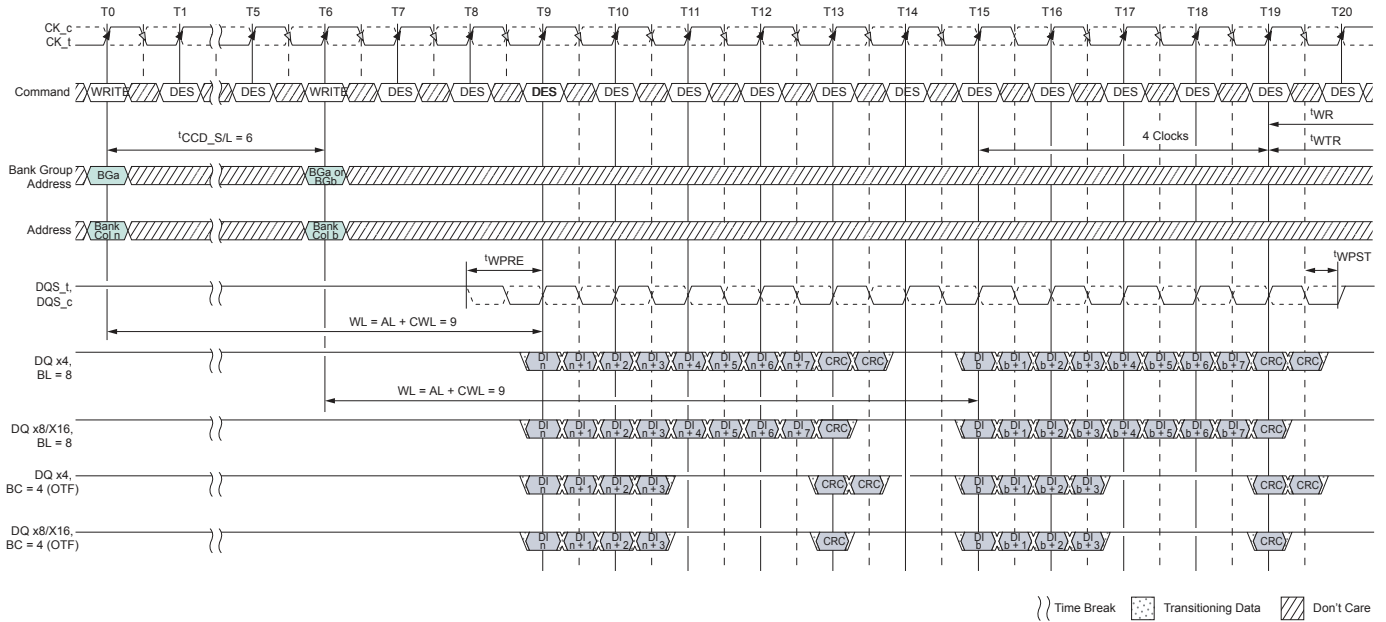 T0 T1 T5 T6 T7 T8 T9 T10 T11 T12 T13 T14 T15 T16 T17 T18 T19 T20
CK_c
CK_t
Command WRITE DES DES WRITE DES DES DES DES DES DES DES DES DES DES DES DES DES DES
tWR
tCCD_S/L = 6 4 Clocks tWTR
Bank Group
Address
BGa BGa or
BGb
Address Bank
Col n
Bank
Col b
tWPRE tWPST
DQS_t,
DQS_c
WL = AL + CWL = 9
DQ x4,
BL = 8
DI
n
DI
n + 1
DI
n + 2
DI
n + 3
DI
n + 4
DI
n + 5
DI
n + 6
DI
n + 7
CRC CRC
DI
b
DI
b + 1
DI
b + 2
DI
b + 3
DI
b + 4
DI
b + 5
DI
b + 6
DI
b + 7
CRC CRC
WL = AL + CWL = 9
DQ x8/X16,
BL = 8
DI
n
DI
n + 1
DI
n + 2
DI
n + 3
DI
n + 4
DI
n + 5
DI
n + 6
DI
n + 7
CRC
DI
b
DI
b + 1
DI
b + 2
DI
b + 3
DI
b + 4
DI
b + 5
DI
b + 6
DI
b + 7
CRC
DQ x4,
BC = 4 (OTF)
DI
n
DI
n + 1
DI
n + 2
DI
n + 3
CRC CRC
DI
b
DI
b + 1
DI
b + 2
DI
b + 3
CRC CRC
DQ x8/X16,
BC = 4 (OTF)
DI
n
DI
n + 1
DI
n + 2
DI
n + 3
CRC
DI
b
DI
b + 1
DI
b + 2
DI
b + 3
CRC
Time Break Transitioning Data Don't Care